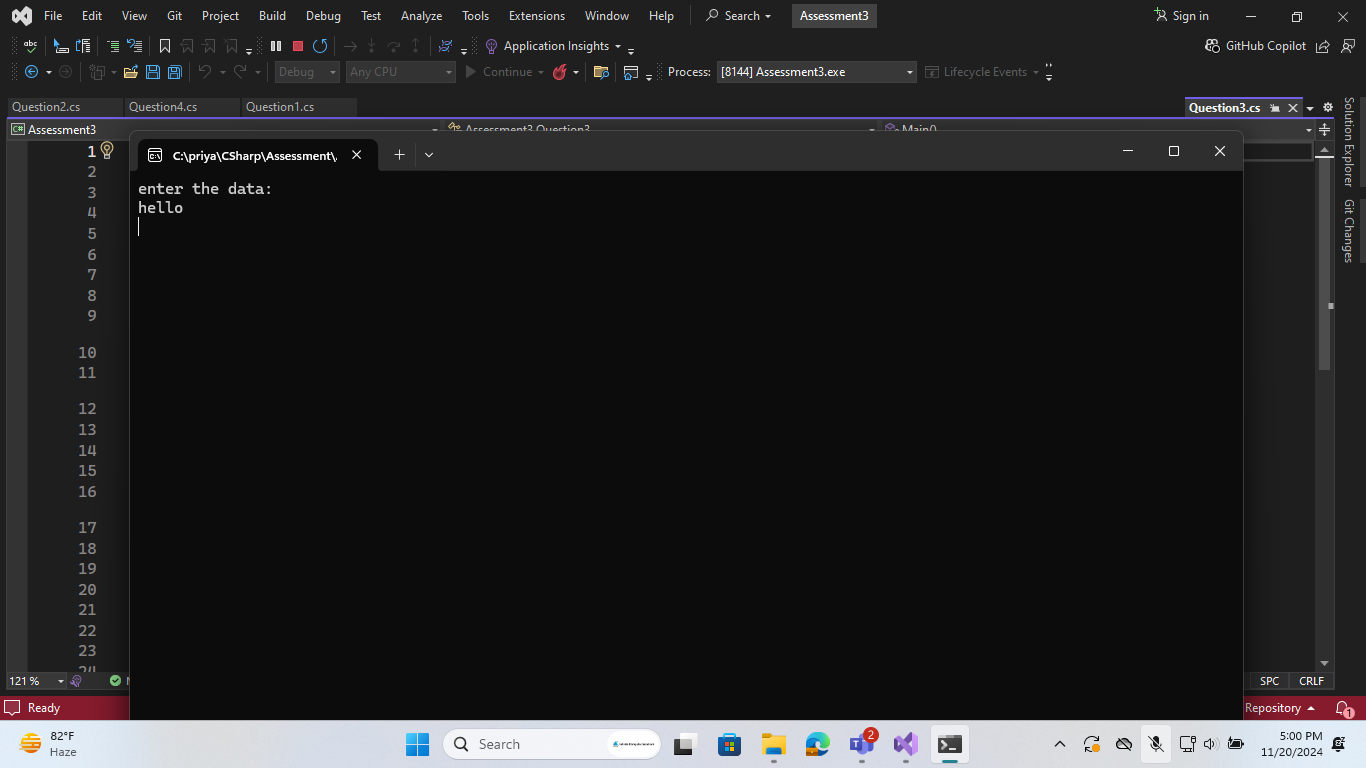 File Edit View Git Project Build Debug Test Analyze Tools Extensions Window Help Search Assessment3 Sign in
abc Application Insights GitHub Copilot
Debug Any CPU Continue Process: [8144] Assessment3.exe Lifecycle Events
Question2.cs Question4.cs Question1.cs Question3.cs
C# Assessment3 Assessment3.Question3 Main()
Solution Explorer
Git Changes
C:\priya\CSharp\Assessment\
enter the data:
hello
1
2
3
4
5
6
7
8
9
10
11
12
13
14
15
16
17
18
19
20
21
22
23
24
121 % SPC CRLF
Ready Repository 1
82°F
Haze
Search
2
5:00 PM
11/20/2024